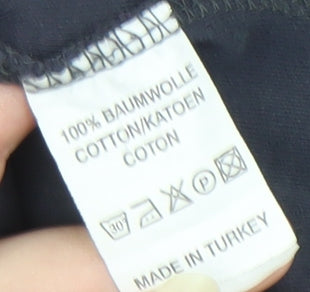 100% BAUMWOLLE
COTTON/KATOEN
COTON
30° P
MADE IN TURKEY